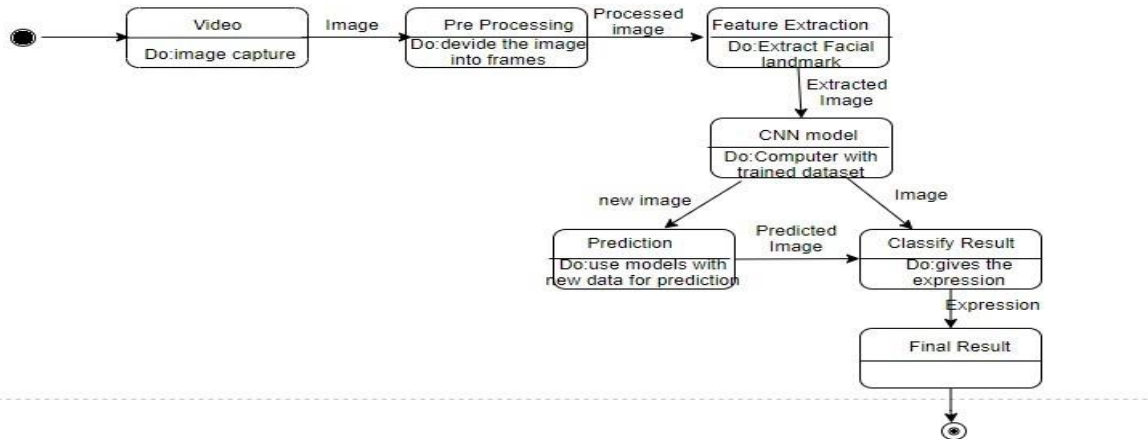 Video
Do:image capture
Image
Pre Processing
Do:devide the image
into frames
Processed
image
Feature Extraction
Do:Extract Facial
landmark
Extracted
Image
CNN model
Do:Computer with
trained dataset
new image
Image
Prediction
Do:use models with
new data for prediction
Predicted
Image
Classify Result
Do:gives the
expression
Expression
Final Result